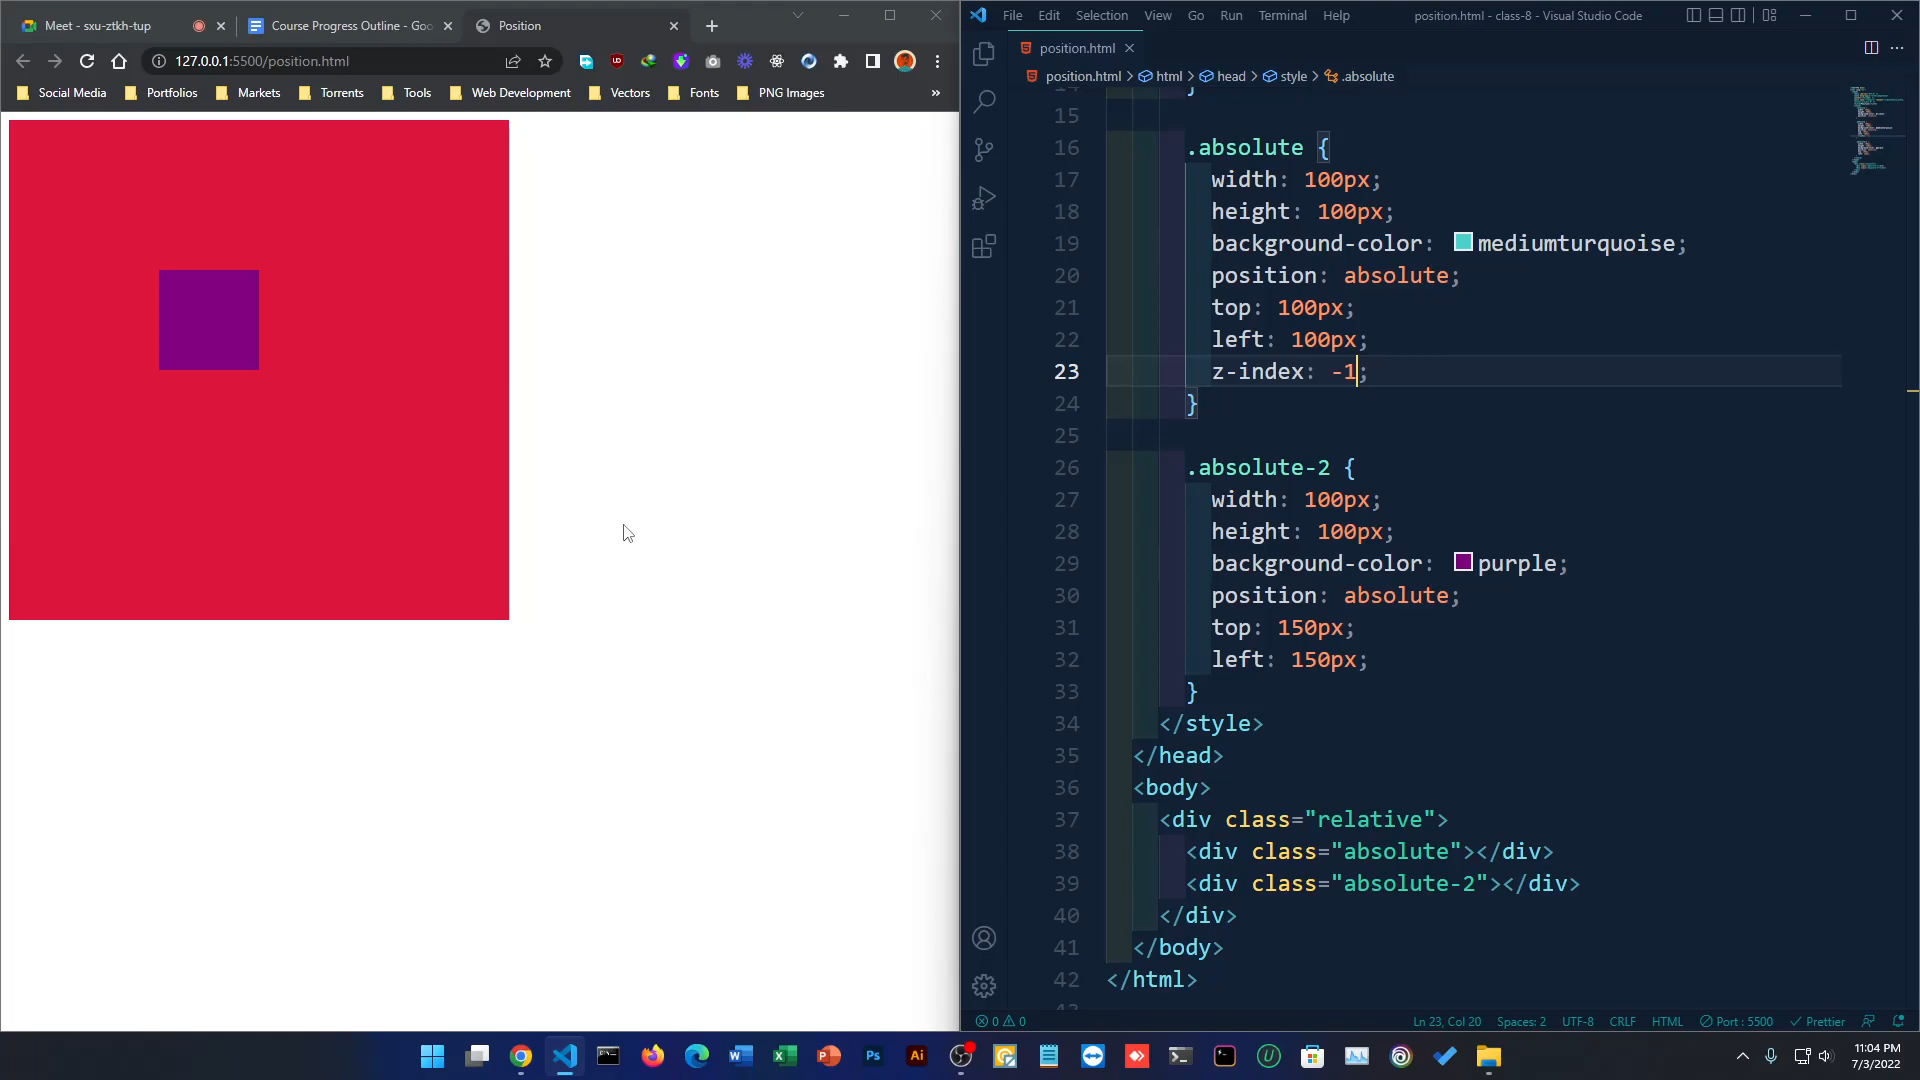 Meet - sxu-ztkh-tup
Course Progress Outline - Goo
Position
127.0.0.1:5500/position.html
Social Media
Portfolios
Markets
Torrents
Tools
Web Development
Vectors
Fonts
PNG Images
»
File Edit Selection View Go Run Terminal Help
position.html - class-8 - Visual Studio Code
position.html
position.html > html > head > style > .absolute
14 }
15
16 .absolute {
17 width: 100px;
18 height: 100px;
19 background-color: mediumturquoise;
20 position: absolute;
21 top: 100px;
22 left: 100px;
23 z-index: -1;
24 }
25
26 .absolute-2 {
27 width: 100px;
28 height: 100px;
29 background-color: purple;
30 position: absolute;
31 top: 150px;
32 left: 150px;
33 }
34 </style>
35 </head>
36 <body>
37 <div class="relative">
38 <div class="absolute"></div>
39 <div class="absolute-2"></div>
40 </div>
41 </body>
42 </html>
0 0
Ln 23, Col 20
Spaces: 2
UTF-8
CRLF
HTML
Port : 5500
Prettier
11:04 PM
7/3/2022